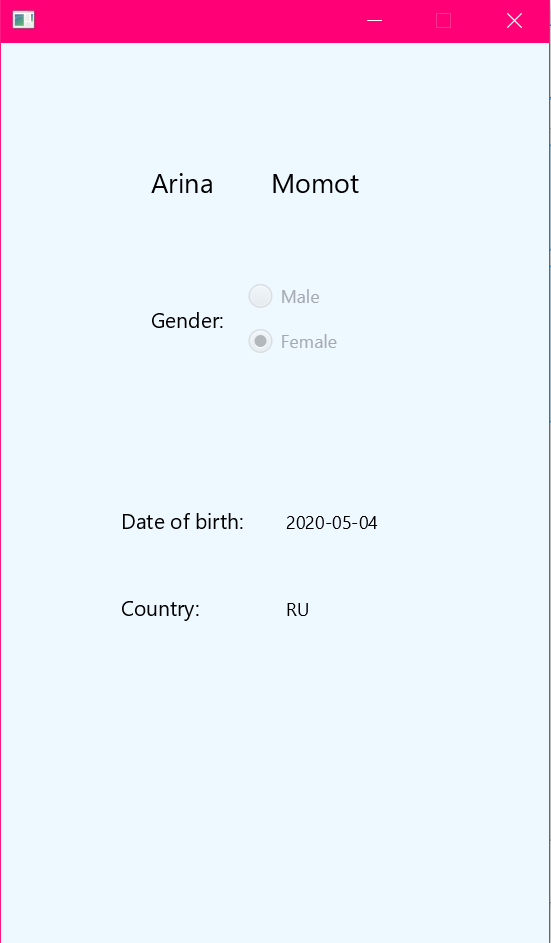 Arina Momot
Male
Gender:
Female
Date of birth: 2020-05-04
Country: RU